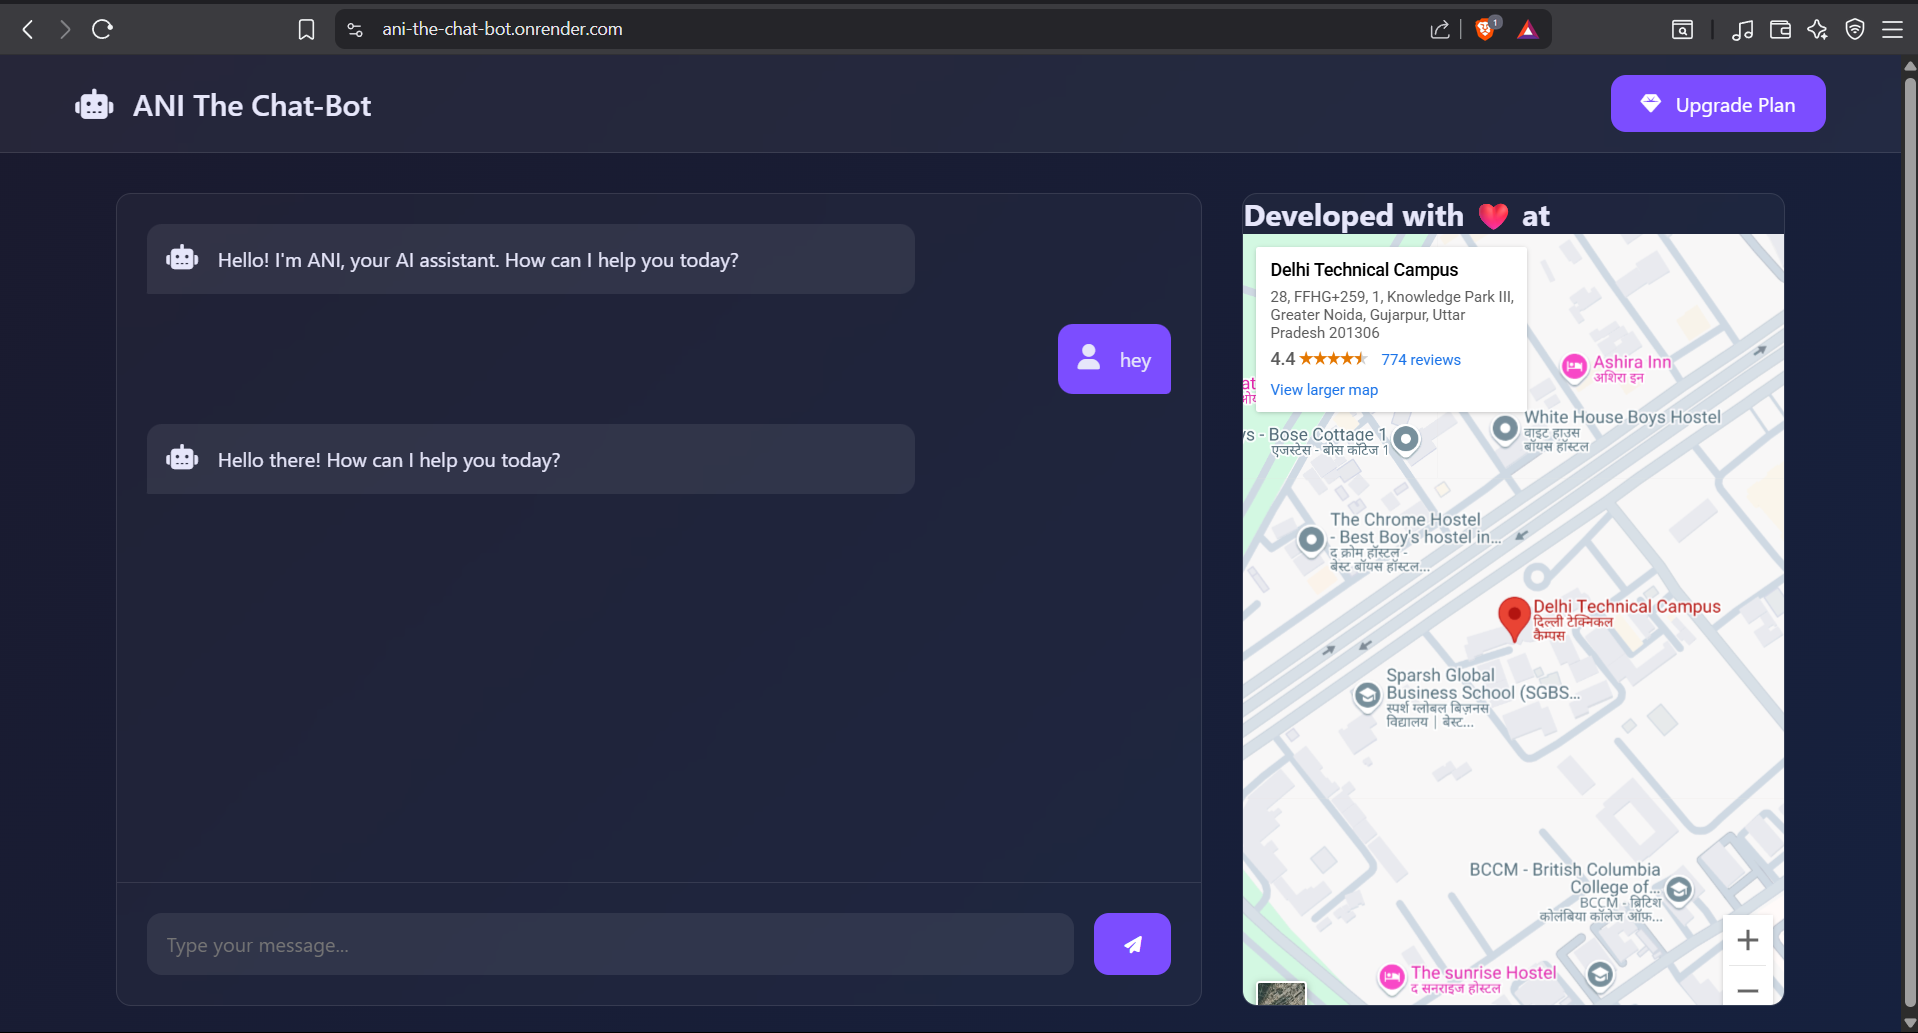 ani-the-chat-bot.onrender.com
1
ANI The Chat-Bot
Upgrade Plan
Hello! I'm ANI, your AI assistant. How can I help you today?
hey
Hello there! How can I help you today?
Type your message...
Developed with ❤️ at
Delhi Technical Campus
28, FFHG+259, 1, Knowledge Park III,
Greater Noida, Gujarpur, Uttar
Pradesh 201306
4.4
774 reviews
View larger map
Ashira Inn
अशिरा इन
White House Boys Hostel
वाइट हाउस
बॉयस हॉस्टल
- Bose Cottage 1
एजस्टेस - बोस कॉटेज 1
The Chrome Hostel
- Best Boy's hostel in...
द क्रोम हॉस्टल -
बेस्ट बॉयस हॉस्टल...
Delhi Technical Campus
दिल्ली टेक्निकल
कैम्पस
Sparsh Global
Business School (SGBS...
स्पर्श ग्लोबल बिज़नस
विद्यालय | बेस्ट...
BCCM - British Columbia
College of...
BCCM - ब्रिटिश
कोलंबिया कॉलेज ऑफ़...
The sunrise Hostel
द सनराइज हॉस्टेल